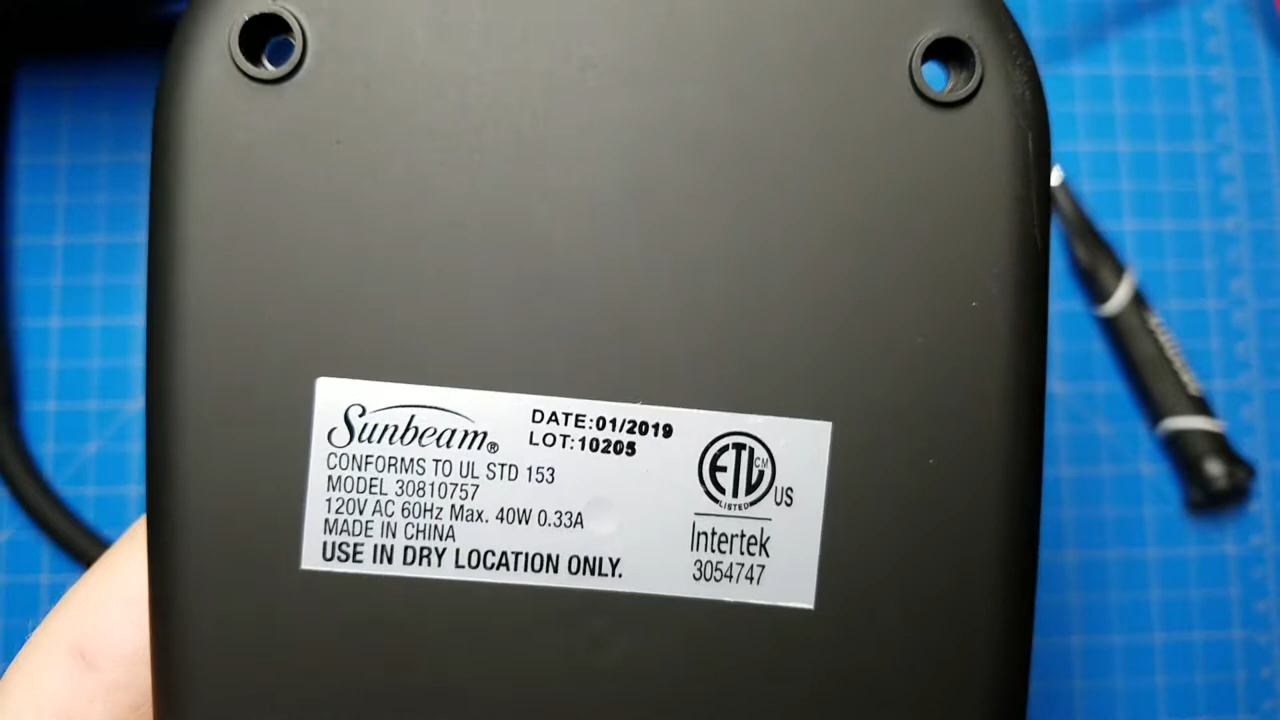 Sunbeam®
DATE:01/2019
LOT:10205
CONFORMS TO UL STD 153
MODEL 30810757
120V AC 60Hz Max. 40W 0.33A
MADE IN CHINA
USE IN DRY LOCATION ONLY.
ETL CM
LISTED
US
Intertek
3054747